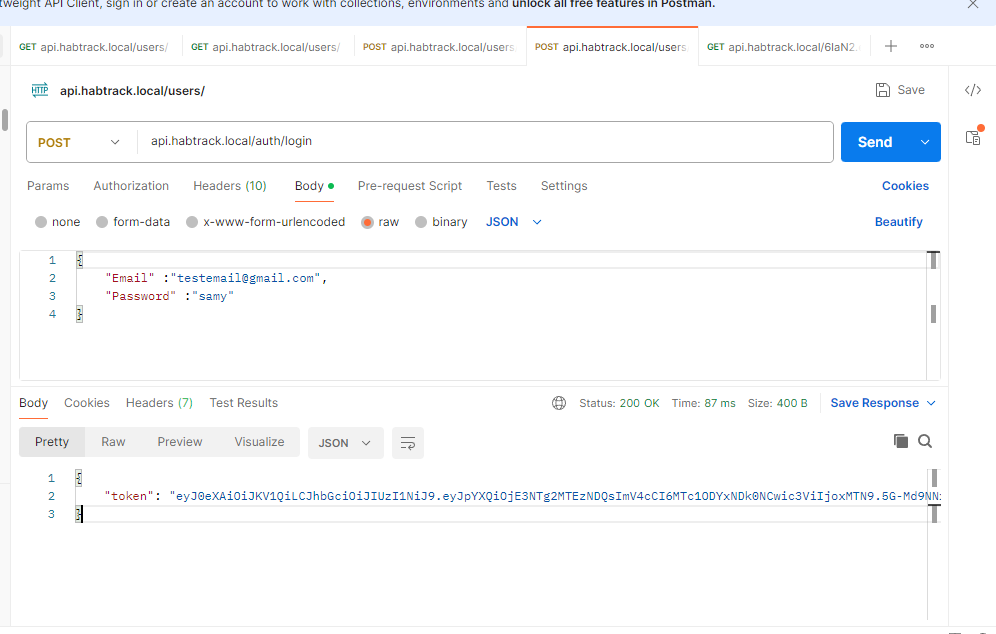 tweight API Client, sign in or create an account to work with collections, environments and unlock all free features in Postman.
GET api.habtrack.local/users/ GET api.habtrack.local/users/ POST api.habtrack.local/users POST api.habtrack.local/users GET api.habtrack.local/6laN2.
HTTP api.habtrack.local/users/ Save
POST api.habtrack.local/auth/login Send
Params Authorization Headers (10) Body Pre-request Script Tests Settings Cookies
none form-data x-www-form-urlencoded raw binary JSON Beautify
1 {
2 "Email" :"testemail@gmail.com",
3 "Password" :"samy"
4 }
Body Cookies Headers (7) Test Results Status: 200 OK Time: 87 ms Size: 400 B Save Response
Pretty Raw Preview Visualize JSON
1 {
2 "token": "eyJ0eXAiOiJKV1QiLCJhbGciOiJIUzI1NiJ9.eyJpYXQiOjE3NTg2MTEzNDQsImV4cCI6MTc1ODYxNDk0NCwic3ViIjoxMTN9.5G-Md9NN
3 }